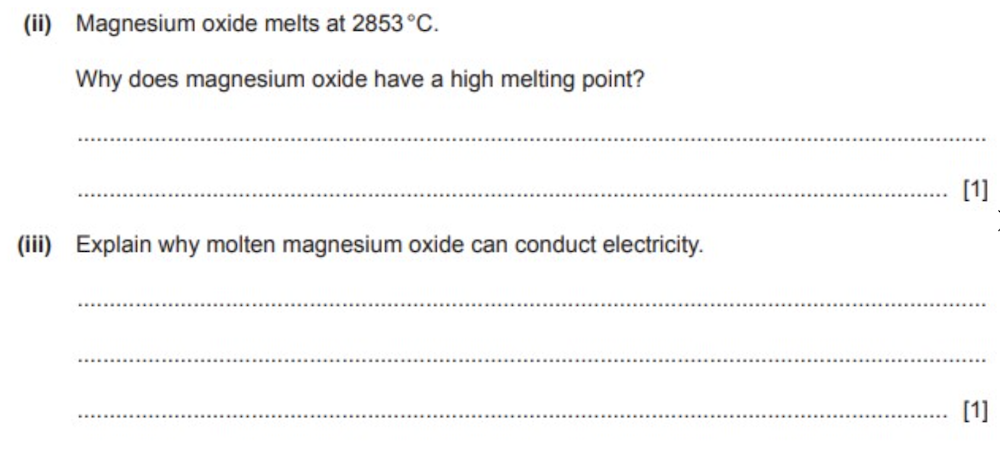 (ii) Magnesium oxide melts at 2853 °C.
Why does magnesium oxide have a high melting point?
..........................................................................................
...................................................................................... [1]
(iii) Explain why molten magnesium oxide can conduct electricity.
..........................................................................................
..........................................................................................
...................................................................................... [1]